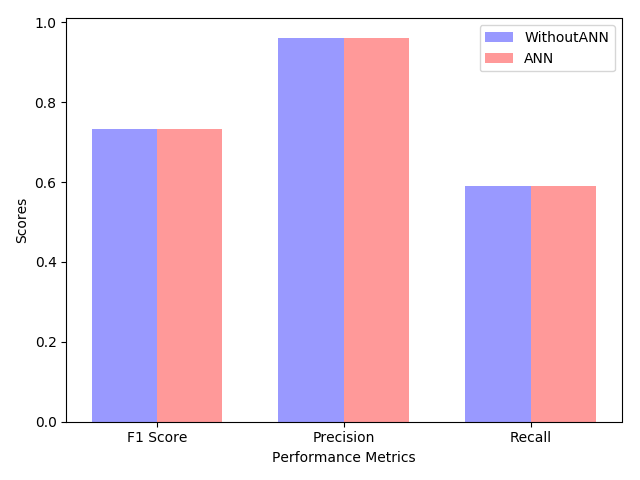 1.0
0.8
0.6
0.4
0.2
0.0
Scores
WithoutANN
ANN
F1 Score
Precision
Recall
Performance Metrics